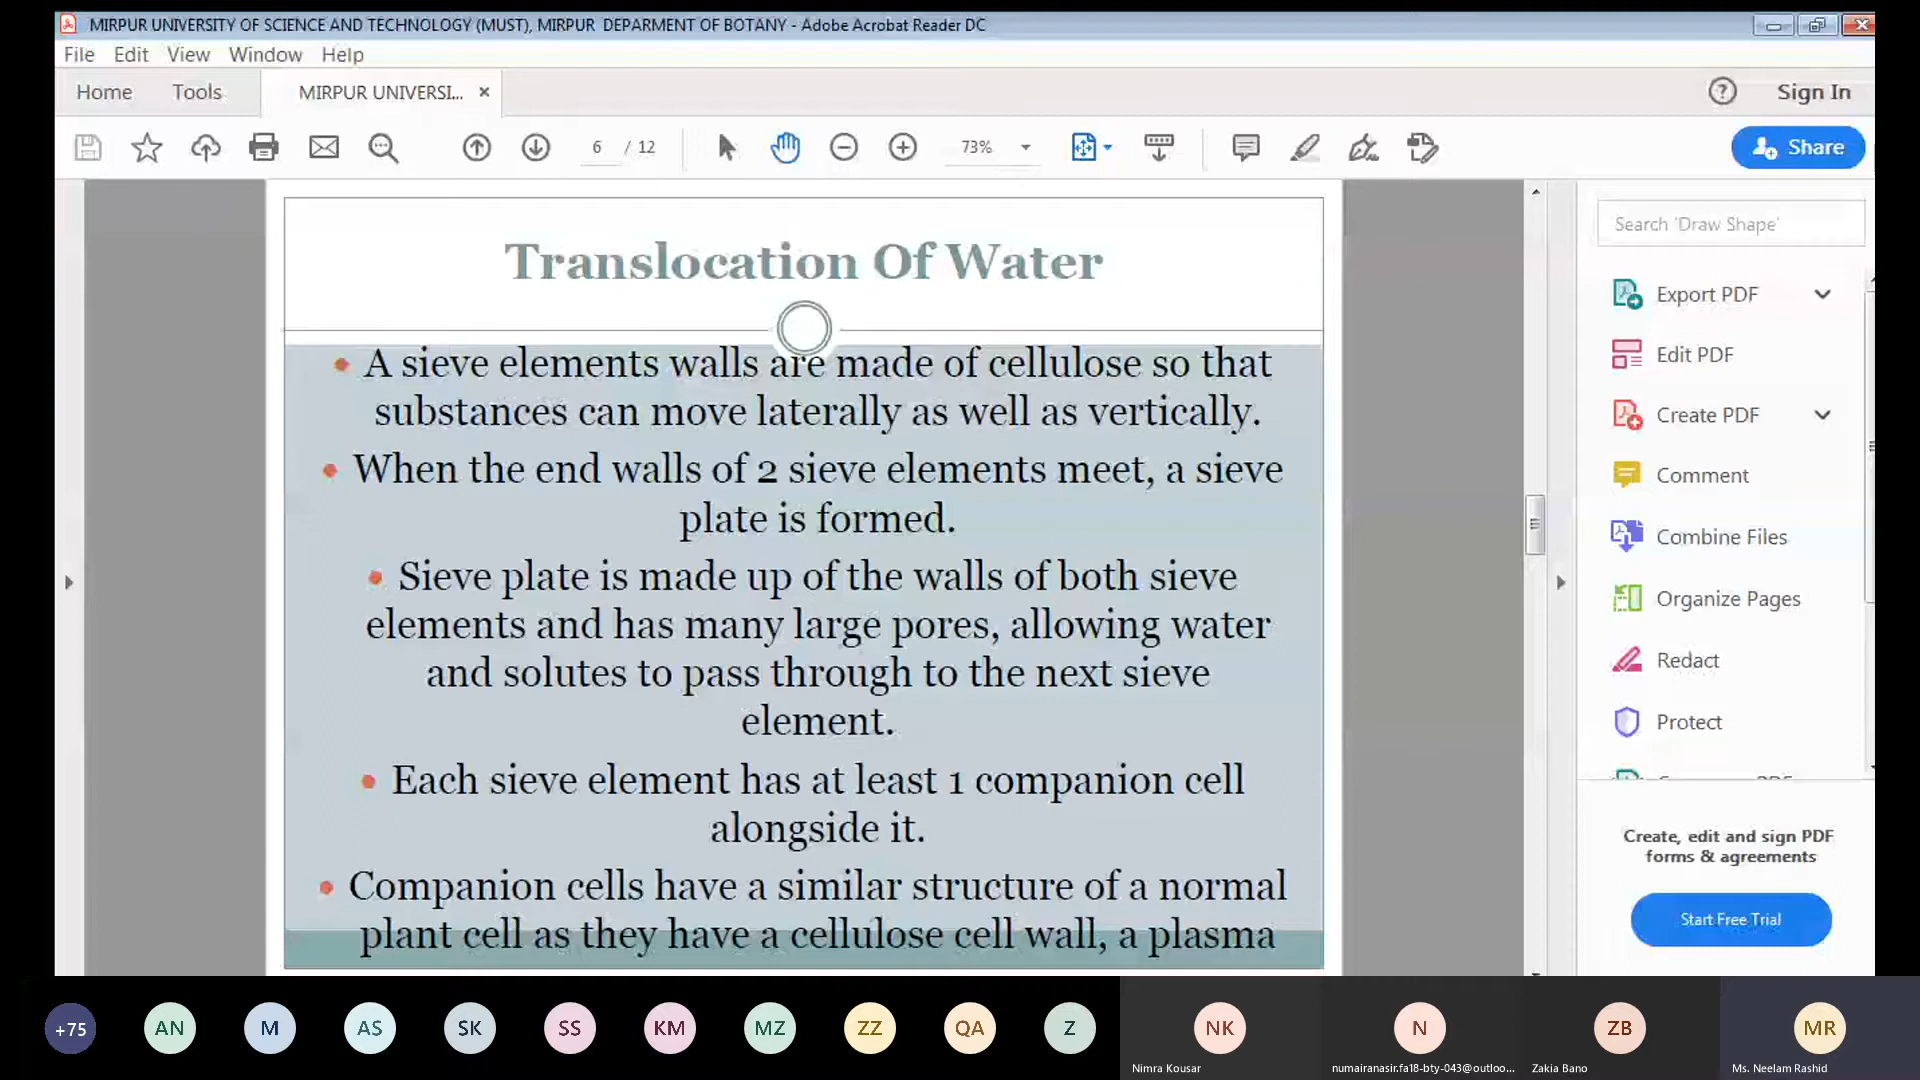 MIRPUR UNIVERSITY OF SCIENCE AND TECHNOLOGY (MUST), MIRPUR DEPARMENT OF BOTANY - Adobe Acrobat Reader DC
File Edit View Window Help
Home Tools MIRPUR UNIVERSI... × ? Sign In
6 / 12 73% Share
Translocation Of Water
• A sieve elements walls are made of cellulose so that
substances can move laterally as well as vertically.
• When the end walls of 2 sieve elements meet, a sieve
plate is formed.
• Sieve plate is made up of the walls of both sieve
elements and has many large pores, allowing water
and solutes to pass through to the next sieve
element.
• Each sieve element has at least 1 companion cell
alongside it.
• Companion cells have a similar structure of a normal
plant cell as they have a cellulose cell wall, a plasma
Search 'Draw Shape'
Export PDF
Edit PDF
Create PDF
Comment
Combine Files
Organize Pages
Redact
Protect
Create, edit and sign PDF
forms & agreements
Start Free Trial
+75 AN M AS SK SS KM MZ ZZ QA Z NK N ZB MR
Nimra Kousar numairanasir.fa18-bty-043@outloo... Zakia Bano Ms. Neelam Rashid